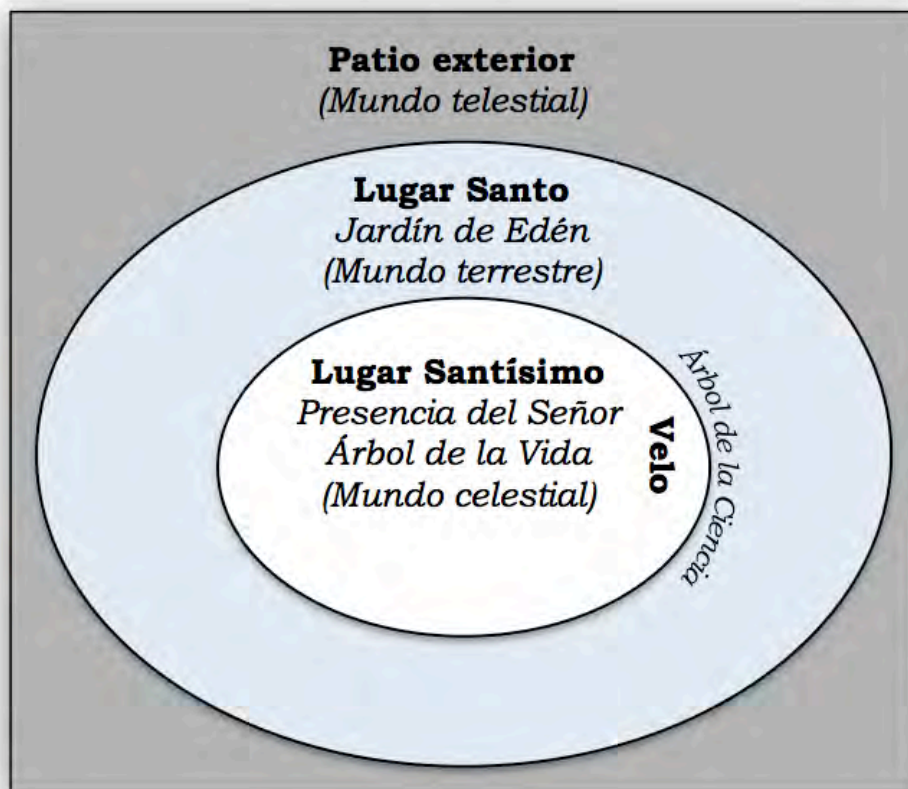 Patio exterior
(Mundo telestial)
Lugar Santo
Jardín de Edén
(Mundo terrestre)
Lugar Santísimo
Presencia del Señor
Árbol de la Vida
(Mundo celestial)
Velo
Árbol de la Ciencia